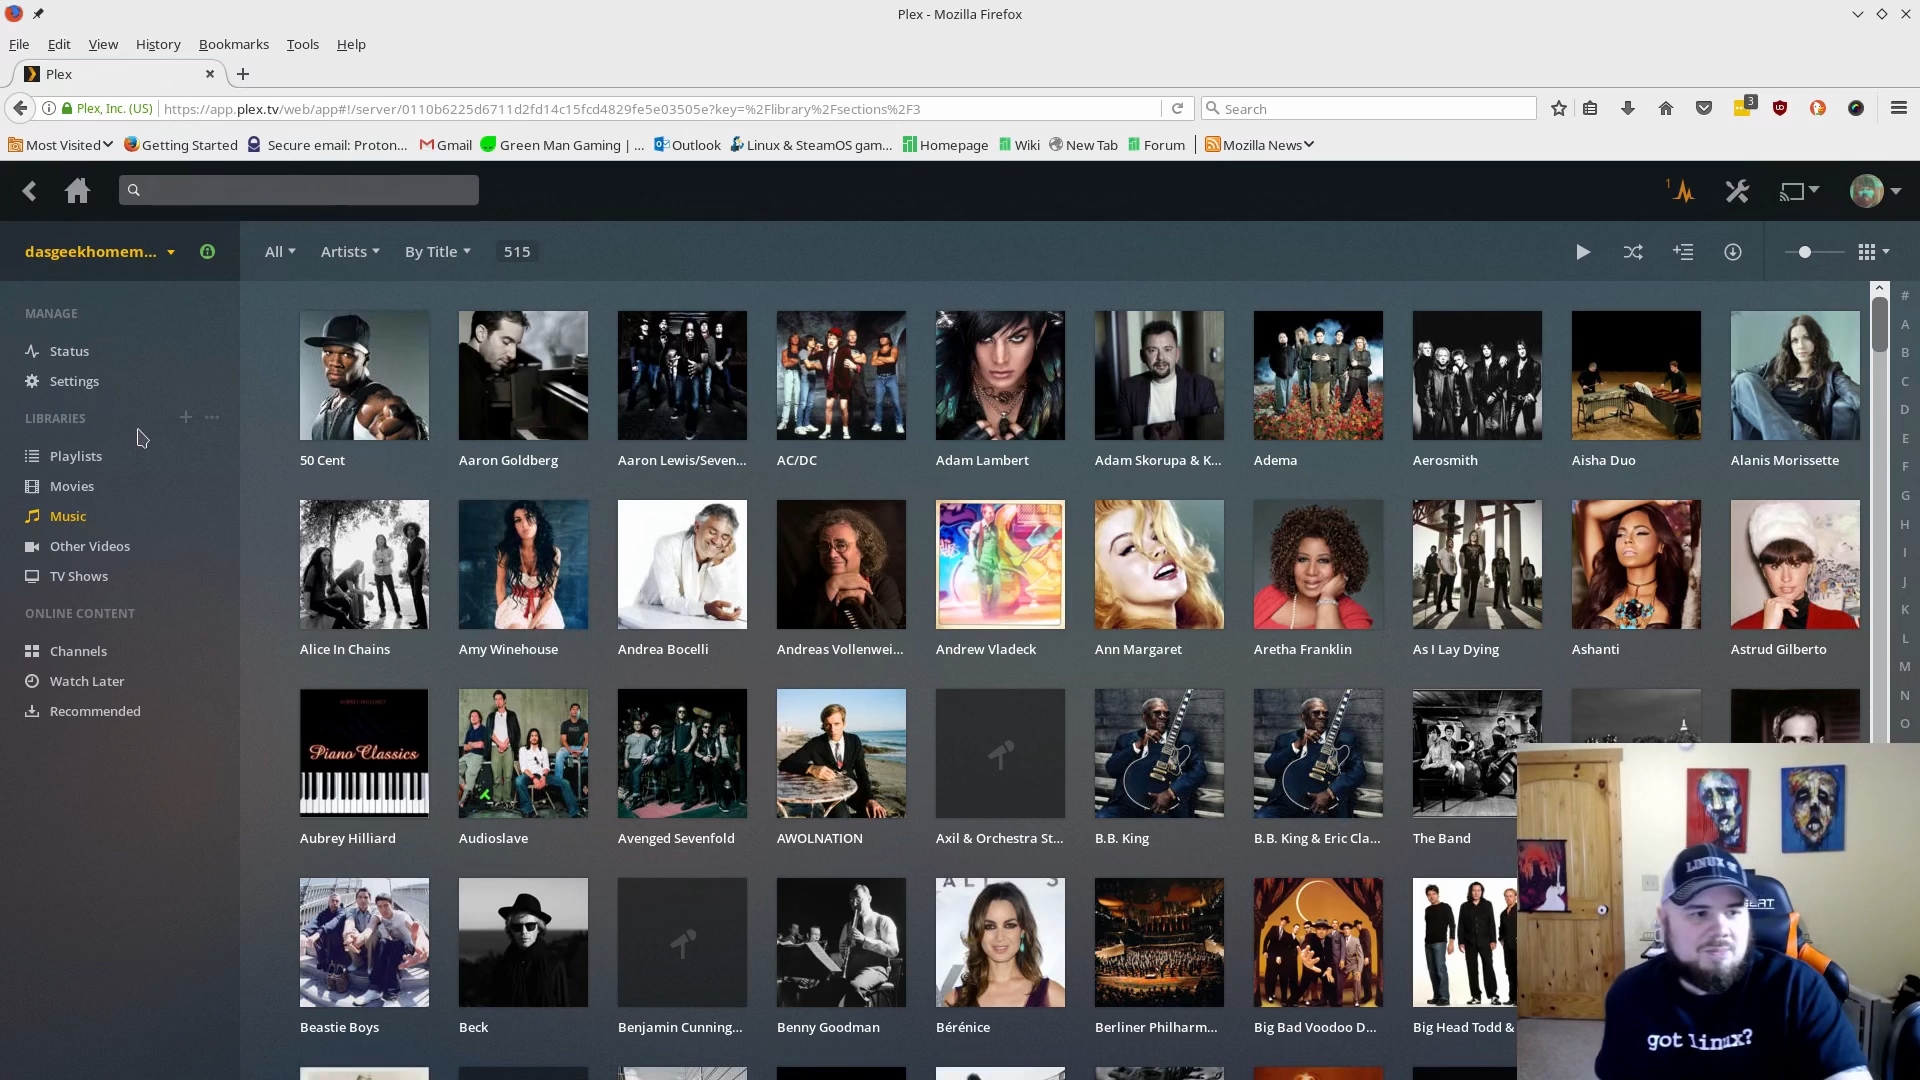 Plex - Mozilla Firefox
File Edit View History Bookmarks Tools Help
Plex
Plex, Inc. (US) https://app.plex.tv/web/app#!/server/0110b6225d6711d2fd14c15fcd4829fe5e03505e?key=%2Flibrary%2Fsections%2F3
Search
3
Most Visited Getting Started Secure email: Proton... Gmail Green Man Gaming | ... Outlook Linux & SteamOS gam... Homepage Wiki New Tab Forum Mozilla News
1
dasgeekhomem...
All Artists By Title 515
MANAGE
Status
Settings
LIBRARIES
Playlists
Movies
Music
Other Videos
TV Shows
ONLINE CONTENT
Channels
Watch Later
Recommended
50 Cent Aaron Goldberg Aaron Lewis/Seven... AC/DC Adam Lambert Adam Skorupa & K... Adema Aerosmith Aisha Duo Alanis Morissette
Alice In Chains Amy Winehouse Andrea Bocelli Andreas Vollenwei... Andrew Vladeck Ann Margaret Aretha Franklin As I Lay Dying Ashanti Astrud Gilberto
Piano Classics
Aubrey Hilliard Audioslave Avenged Sevenfold AWOLNATION Axil & Orchestra St... B.B. King B.B. King & Eric Cla... The Band
Beastie Boys Beck Benjamin Cunning... Benny Goodman Bérénice Berliner Philharm... Big Bad Voodoo D... Big Head Todd &
#
A
B
C
D
E
F
G
H
I
J
K
L
M
N
O
LINUX
got linux?